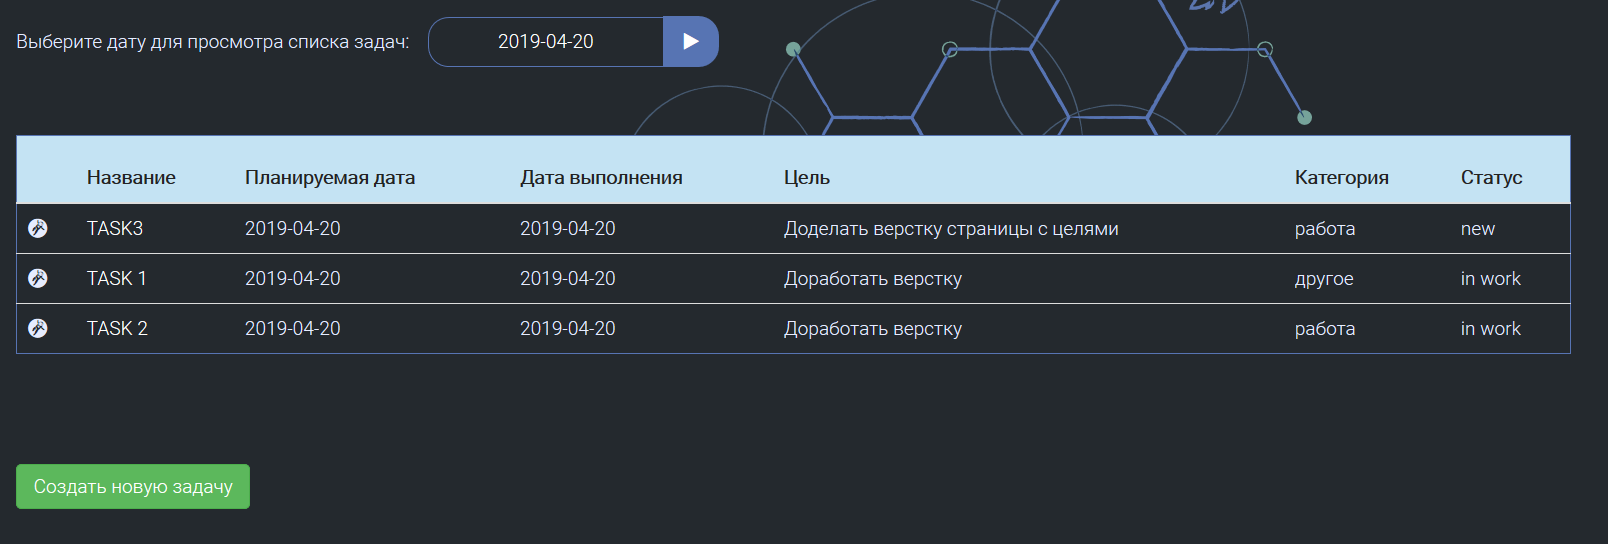 Выберите дату для просмотра списка задач: 2019-04-20
Название Планируемая дата Дата выполнения Цель Категория Статус
TASK3 2019-04-20 2019-04-20 Доделать верстку страницы с целями работа new
TASK 1 2019-04-20 2019-04-20 Доработать верстку другое in work
TASK 2 2019-04-20 2019-04-20 Доработать верстку работа in work
Создать новую задачу